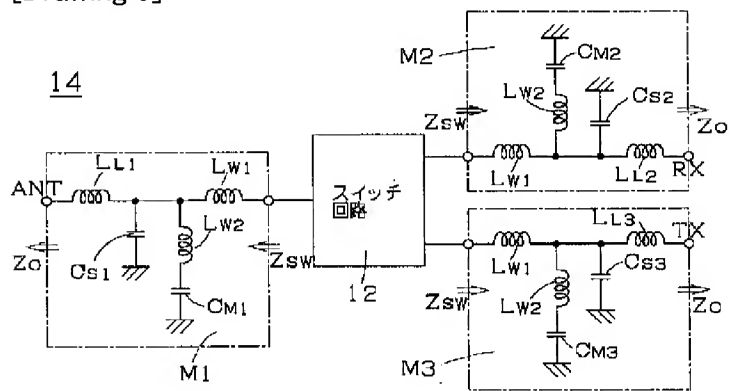 14
ANT
LL1
LW1
LW2
CS1
CM1
Zo
ZSW
M1
スイッチ
回路
12
M2
CM2
LW2
CS2
ZSW
Zo
LW1
LL2
RX
LL3
TX
LW1
LW2
CS3
ZSW
Zo
CM3
M3